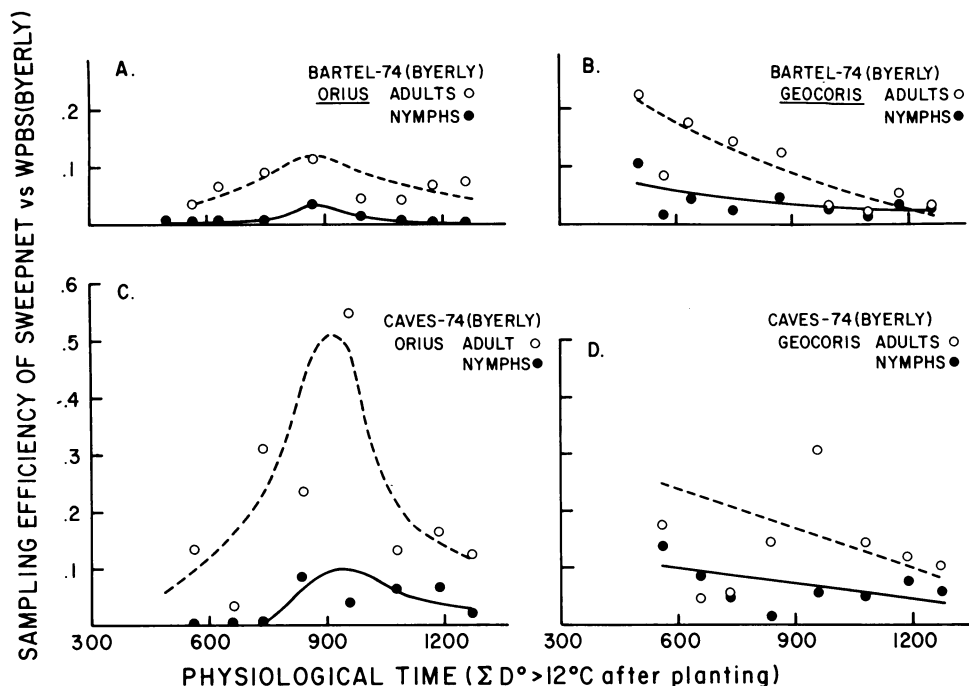 SAMPLING EFFICIENCY OF SWEEPNET vs WPBS(BYERLY)
A.
BARTEL-74(BYERLY)
ORIUS ADULTS
NYMPHS
.2
.1
B.
BARTEL-74(BYERLY)
GEOCORIS ADULTS
NYMPHS
C.
CAVES-74(BYERLY)
ORIUS ADULT
NYMPHS
.6
.5
.4
.3
.2
.1
300 600 900 1200
D.
CAVES-74(BYERLY)
GEOCORIS ADULTS
NYMPHS
300 600 900 1200
PHYSIOLOGICAL TIME (ΣD°>12°C after planting)